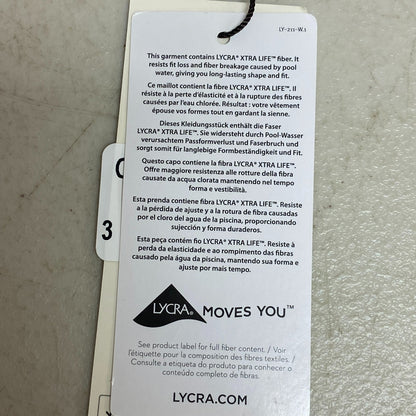 LY-211-W.1
This garment contains LYCRA® XTRA LIFE™ fiber. It
resists fit loss and fiber breakage caused by pool
water, giving you long-lasting shape and fit.
Ce maillot contient la fibre LYCRA® XTRA LIFE™. Il
résiste à la perte d'élasticité et à la rupture des fibres
causées par l'eau chlorée. Résultat : votre vêtement
épouse vos formes tout en gardant la sienne.
Dieses Kleidungsstück enthält die Faser
LYCRA® XTRA LIFE™. Sie widersteht durch Pool-Wasser
verursachtem Passformverlust und Faserbruch und
sorgt somit für langlebige Formbeständigkeit und Fit.
Questo capo contiene la fibra LYCRA® XTRA LIFE™.
Offre maggiore resistenza alle rotture della fibra
causate da acqua clorata mantenendo nel tempo
forma e vestibilità.
Esta prenda contiene fibra LYCRA® XTRA LIFE™. Resiste
a la pérdida de ajuste y a la rotura de fibra causadas
por el cloro del agua de la piscina, proporcionando
sujección y forma duraderos.
Esta peça contém fio LYCRA® XTRA LIFE™. Resiste à
perda da elasticidade e ao rompimento das fibras
causado pela água da piscina, mantendo sua forma e
ajuste por mais tempo.
LYCRA® MOVES YOU™
See product label for full fiber content. / Voir
l'étiquette pour la composition des fibres textiles. /
Consulte a etiqueta do produto para conhecer o
conteúdo completo de fibras.
LYCRA.COM
3